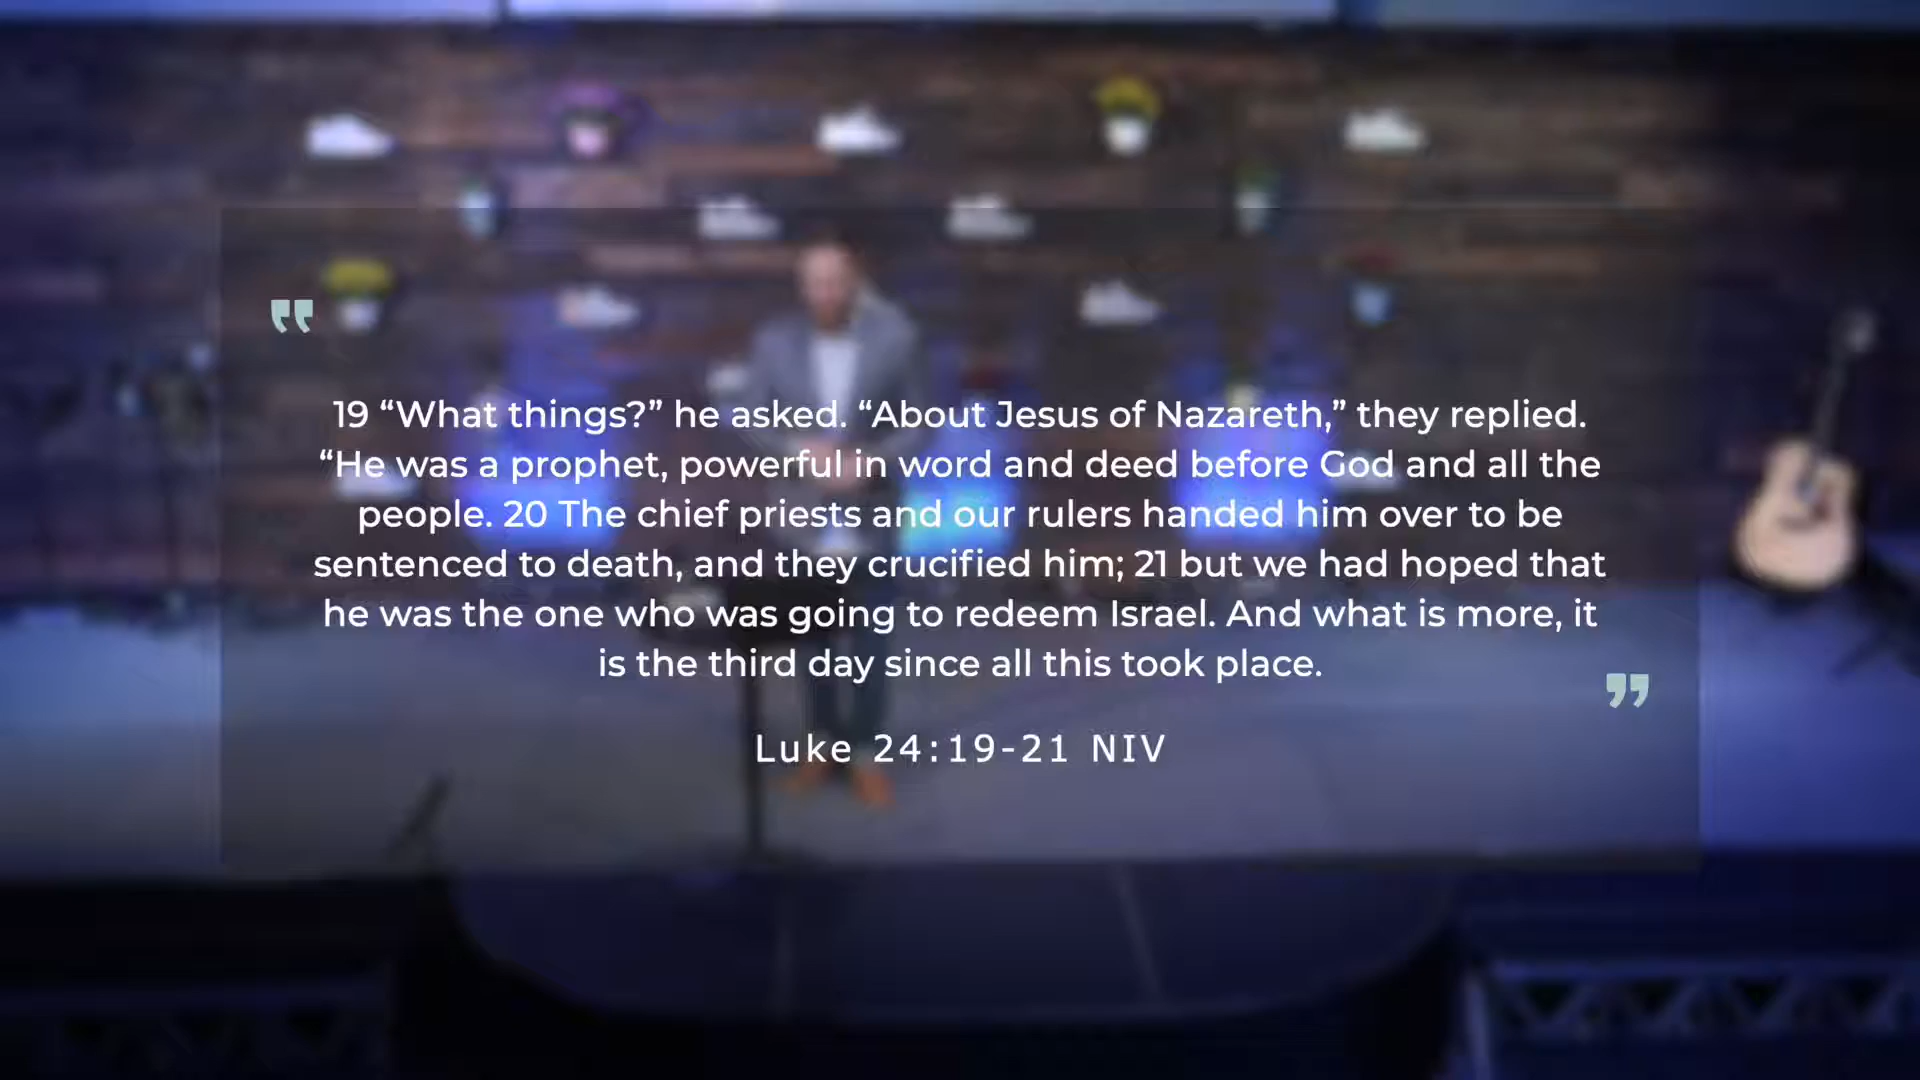 19 “What things?” he asked. “About Jesus of Nazareth,” they replied.
“He was a prophet, powerful in word and deed before God and all the
people. 20 The chief priests and our rulers handed him over to be
sentenced to death, and they crucified him; 21 but we had hoped that
he was the one who was going to redeem Israel. And what is more, it
is the third day since all this took place.
Luke 24:19-21 NIV